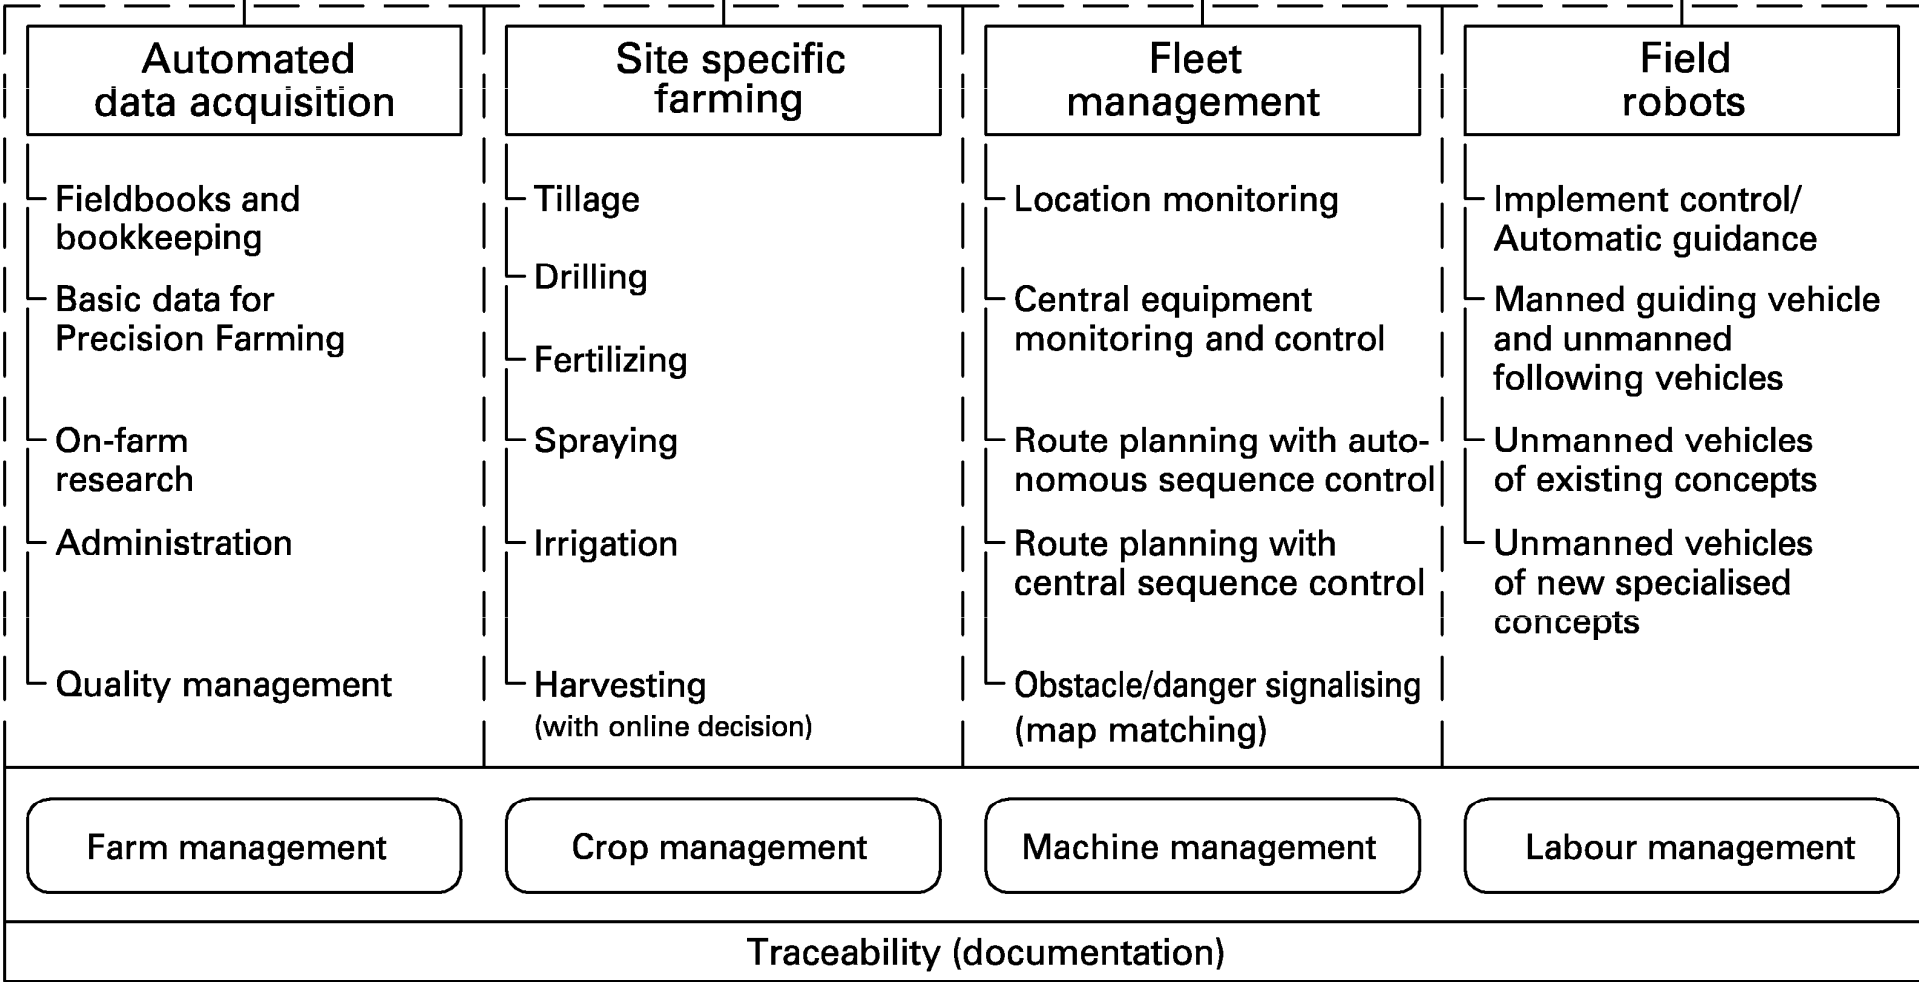 Automated
data acquisition
Fieldbooks and
bookkeeping
Basic data for
Precision Farming
On-farm
research
Administration
Quality management
Site specific
farming
Tillage
Drilling
Fertilizing
Spraying
Irrigation
Harvesting
(with online decision)
Fleet
management
Location monitoring
Central equipment
monitoring and control
Route planning with auto-
nomous sequence control
Route planning with
central sequence control
Obstacle/danger signalising
(map matching)
Field
robots
Implement control/
Automatic guidance
Manned guiding vehicle
and unmanned
following vehicles
Unmanned vehicles
of existing concepts
Unmanned vehicles
of new specialised
concepts
Farm management
Crop management
Machine management
Labour management
Traceability (documentation)